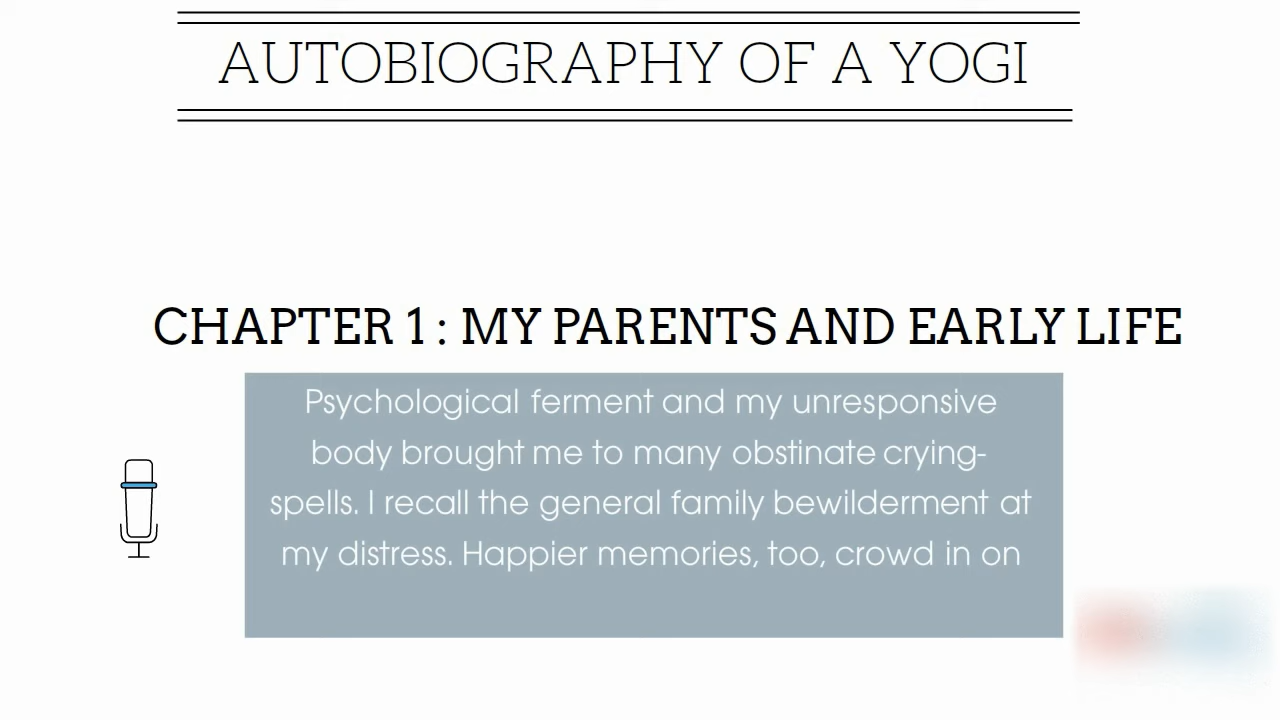 AUTOBIOGRAPHY OF A YOGI
CHAPTER 1 : MY PARENTS AND EARLY LIFE
Psychological ferment and my unresponsive
body brought me to many obstinate crying-
spells. I recall the general family bewilderment at
my distress. Happier memories, too, crowd in on